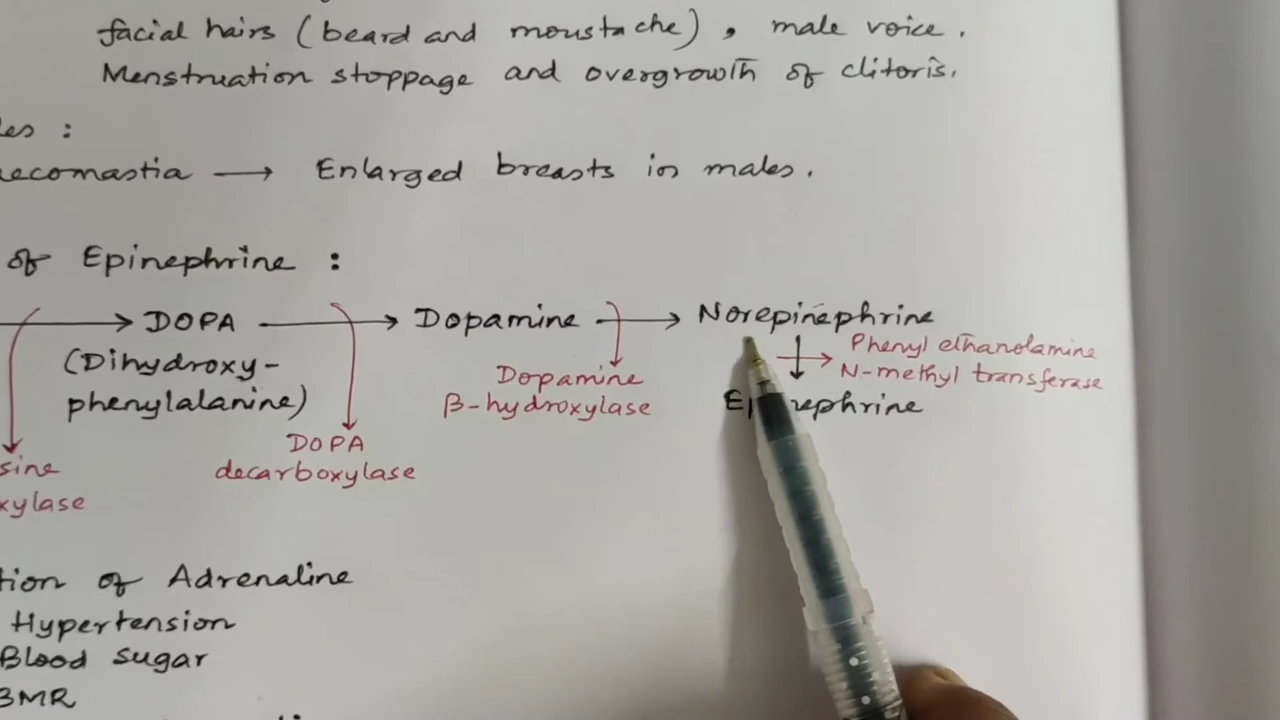 facial hairs (beard and moustache), male voice.
Menstruation stoppage and overgrowth of clitoris.
les :
ecomastia → Enlarged breasts in males.
of Epinephrine :
→ DOPA → Dopamine → Norepinephrine
(Dihydroxy-
phenylalanine)
Phenyl ethanolamine
N-methyl transferase
Dopamine
β-hydroxylase
DOPA
decarboxylase
sine
xylase
tion of Adrenaline
Hypertension
Blood sugar
BMR